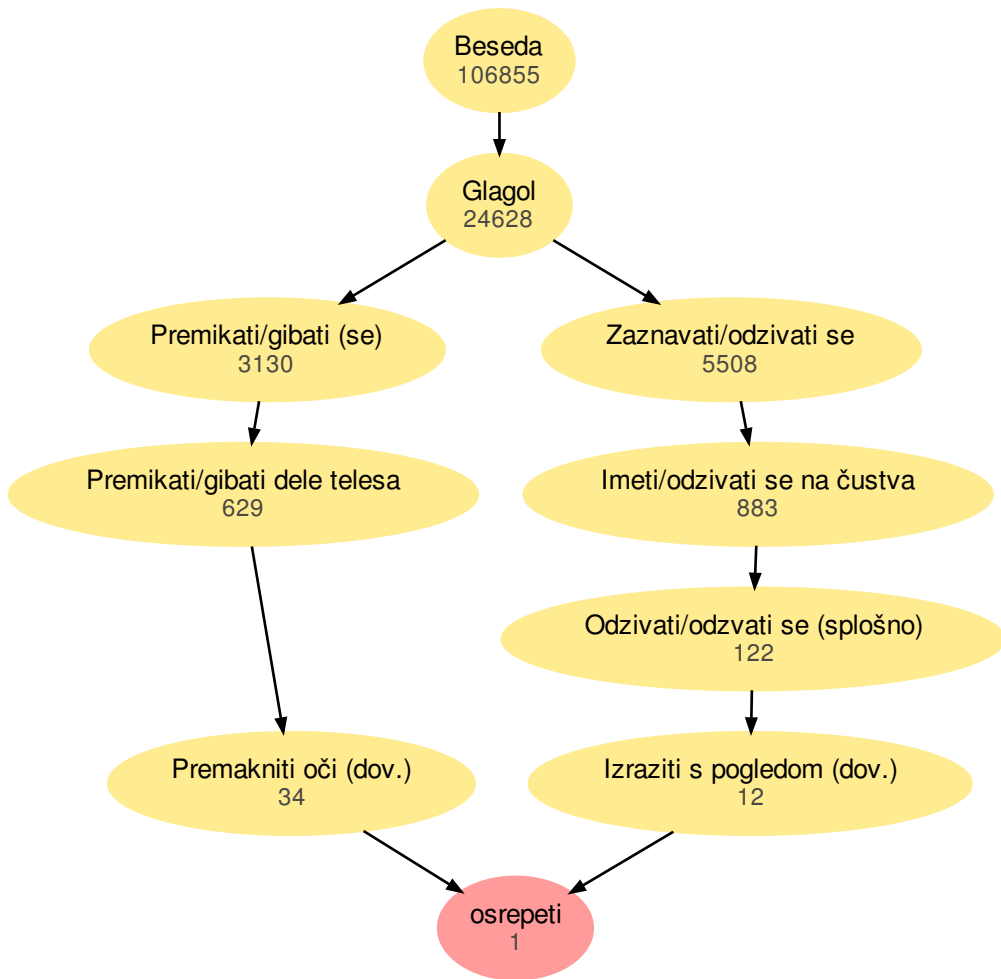 Beseda
106855
Glagol
24628
Premikati/gibati (se)
3130
Zaznavati/odzivati se
5508
Premikati/gibati dele telesa
629
Imeti/odzivati se na čustva
883
Odzivati/odzvati se (splošno)
122
Premakniti oči (dov.)
34
Izraziti s pogledom (dov.)
12
osrepeti
1